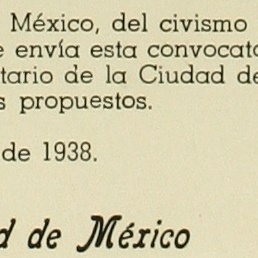 México, del civismo
envía esta convocato
tario de la Ciudad de
s propuestos.
de 1938.
d de México